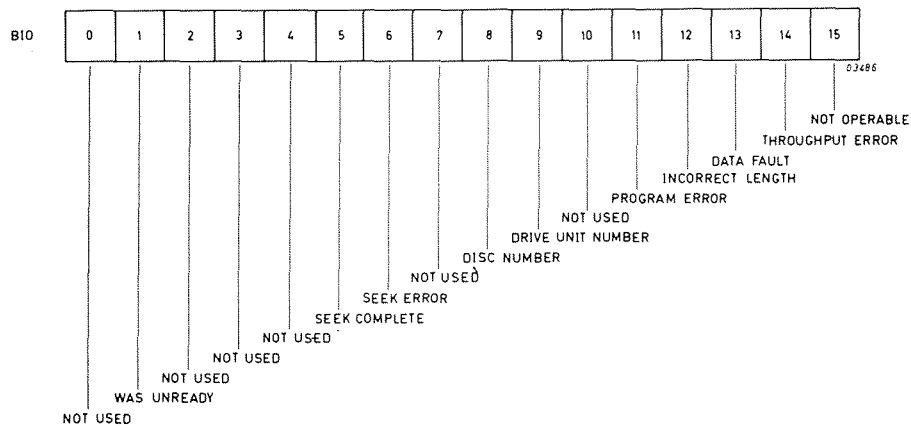 BIO 0 1 2 3 4 5 6 7 8 9 10 11 12 13 14 15
03486
NOT OPERABLE
THROUGHPUT ERROR
DATA FAULT
INCORRECT LENGTH
PROGRAM ERROR
NOT USED
DRIVE UNIT NUMBER
DISC NUMBER
NOT USED
SEEK ERROR
SEEK COMPLETE
NOT USED
NOT USED
NOT USED
WAS UNREADY
NOT USED